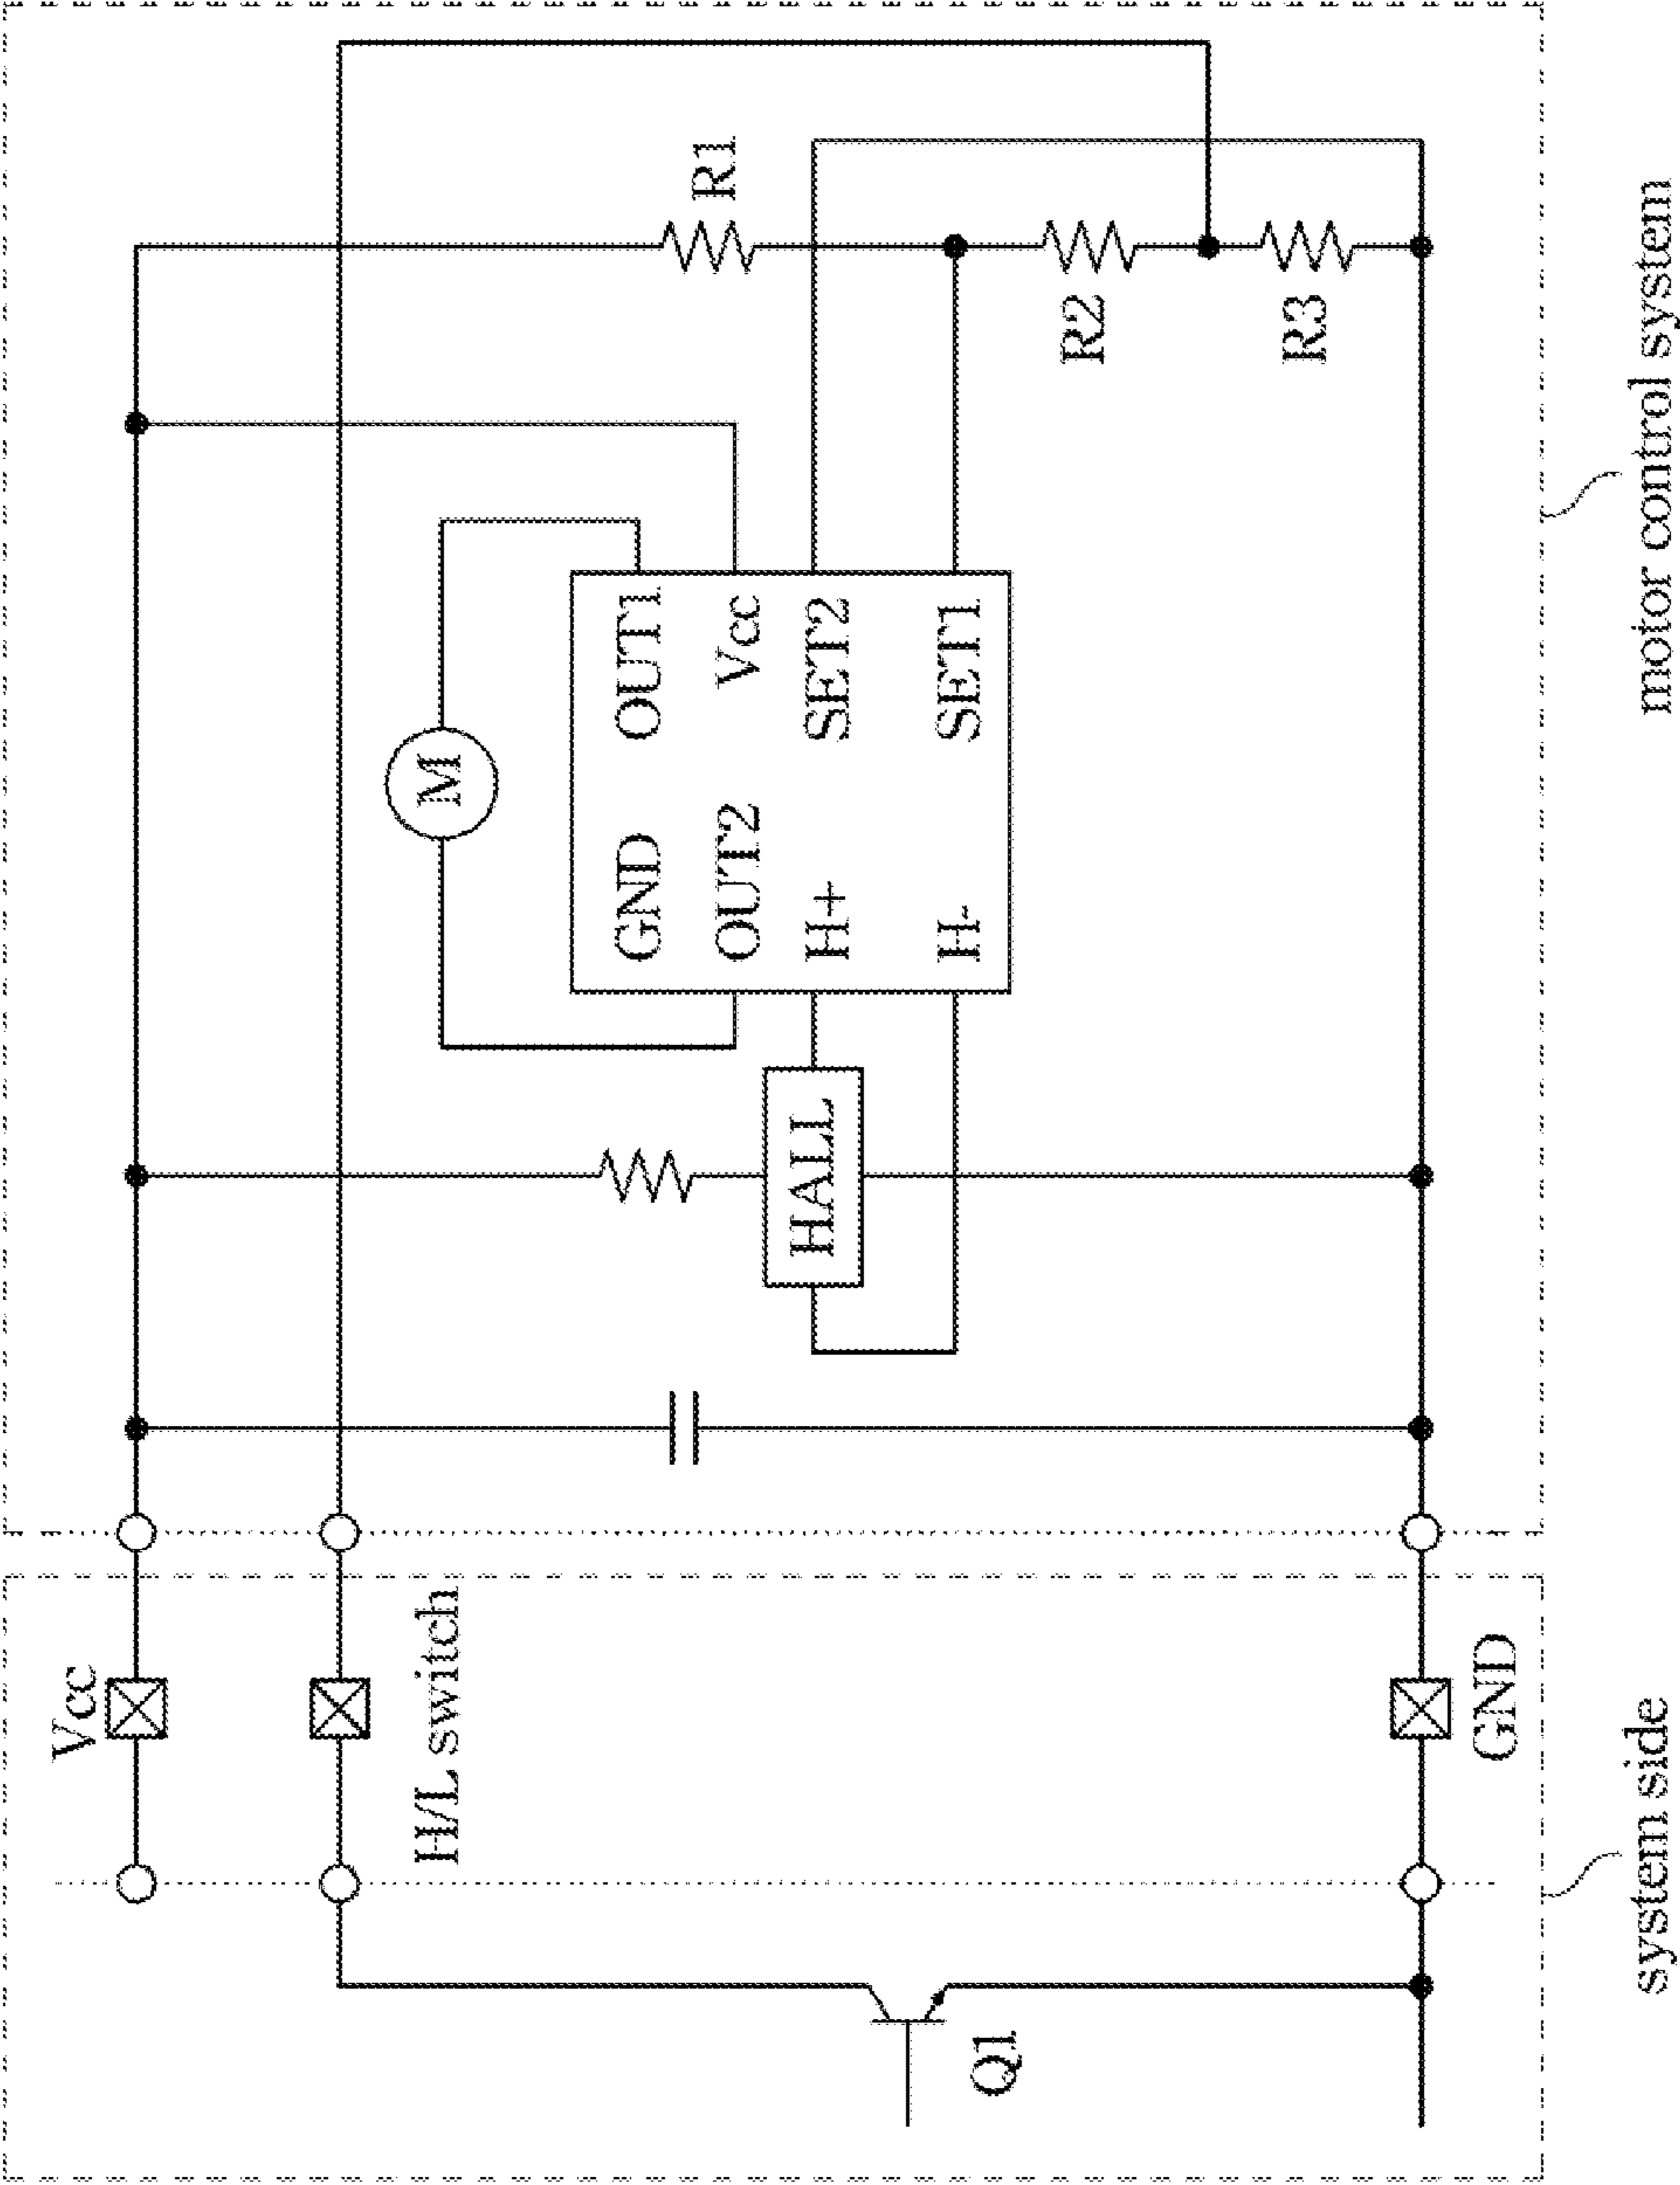 Vcc
H/L switch
GND
Q1
system side
HALL
M
GND OUT1
OUT2 Vcc
H+ SET2
H- SET1
R1
R2
R3
motor control system